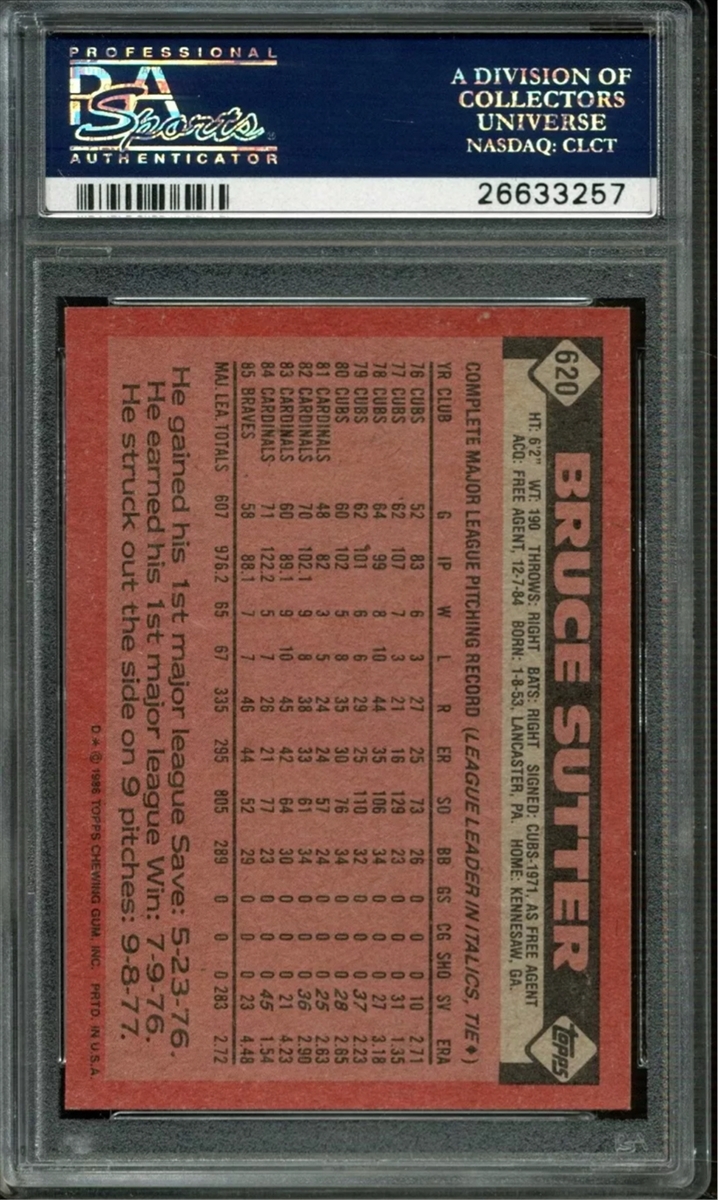 PROFESSIONAL
PSA
Sports
AUTHENTICATOR
A DIVISION OF
COLLECTORS
UNIVERSE
NASDAQ: CLCT
26633257
620
BRUCE SUTTER
TOPPS
HT: 6'2" WT: 190 THROWS: RIGHT BATS: RIGHT SIGNED: CUBS-1971, AS FREE AGENT
ACQ: FREE AGENT, 12-7-84 BORN: 1-8-53, LANCASTER, PA HOME: KENNESAW, GA.
COMPLETE MAJOR LEAGUE PITCHING RECORD (LEAGUE LEADER IN ITALICS, TIE♦)
YR CLUB G IP W L R ER SO BB GS CG SHO SV ERA
76 CUBS 52 83 6 3 27 25 73 26 0 0 0 10 2.71
77 CUBS 62 107 7 3 21 16 129 23 0 0 0 31 1.35
78 CUBS 64 99 8 10 44 35 106 34 0 0 0 27 3.18
79 CUBS 62 101 6 6 29 25 110 32 0 0 0 37 2.23
80 CUBS 60 102 5 8 35 30 76 34 0 0 0 28 2.65
81 CARDINALS 48 82 3 5 24 24 57 24 0 0 0 25 2.63
82 CARDINALS 70 102.1 9 8 38 33 61 34 0 0 0 36 2.90
83 CARDINALS 60 89.1 9 10 45 42 64 30 0 0 0 21 4.23
84 CARDINALS 71 122.2 5 7 26 21 77 23 0 0 0 45 1.54
85 BRAVES 58 88.1 7 7 46 44 52 29 0 0 0 23 4.48
MAJ. LEA. TOTALS 607 976.2 65 67 335 295 805 289 0 0 0 283 2.72
He gained his 1st major league Save: 5-23-76.
He earned his 1st major league Win: 7-9-76.
He struck out the side on 9 pitches: 9-8-77.
D* © 1986 TOPPS CHEWING GUM, INC. PRTD. IN U.S.A.